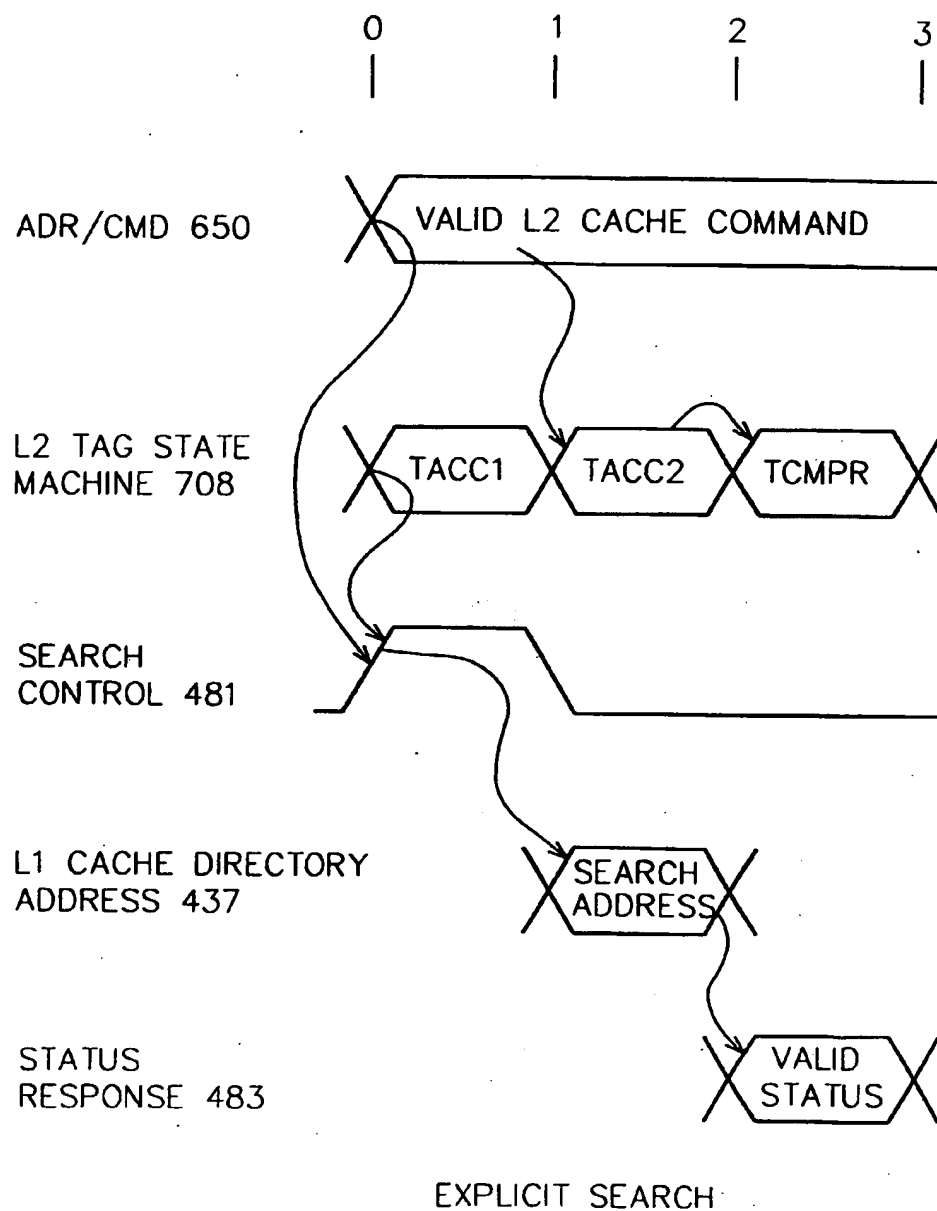 0 1 2 3
ADR/CMD 650
VALID L2 CACHE COMMAND
L2 TAG STATE
MACHINE 708
TACC1
TACC2
TCMPR
SEARCH
CONTROL 481
L1 CACHE DIRECTORY
ADDRESS 437
SEARCH
ADDRESS
STATUS
RESPONSE 483
VALID
STATUS
EXPLICIT SEARCH